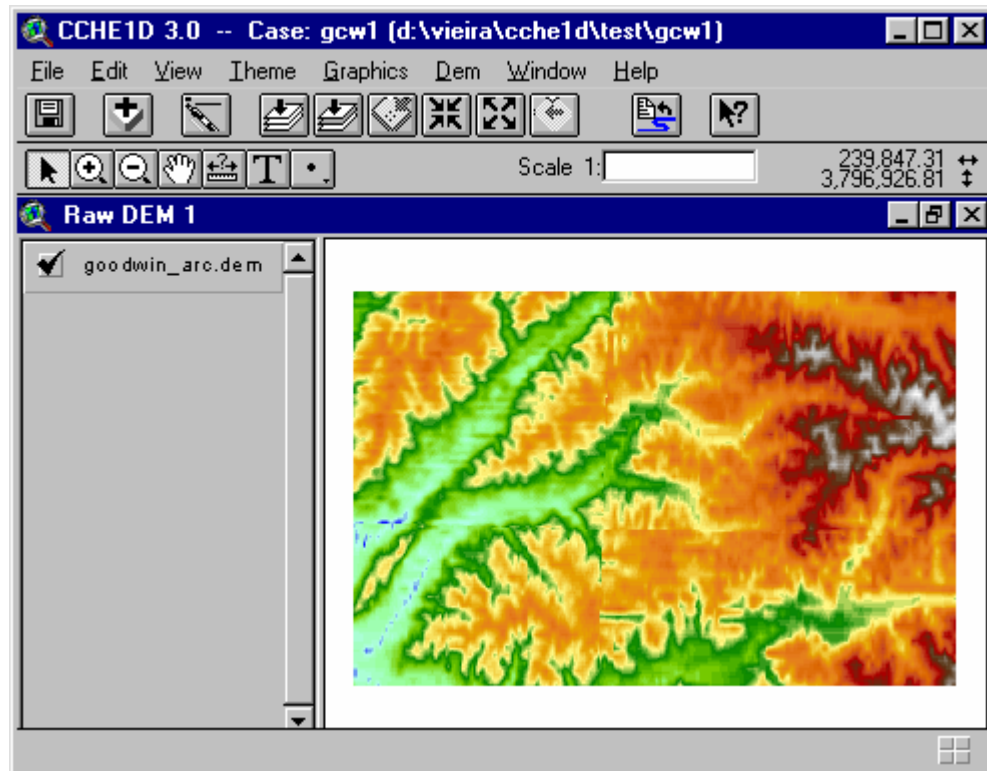 CCHE1D 3.0 -- Case: gcw1 (d:\vieira\cche1d\test\gcw1)
File Edit View Theme Graphics Dem Window Help
T Scale 1: 239,847.31
3,796,926.81
Raw DEM 1
goodwin_arc.dem